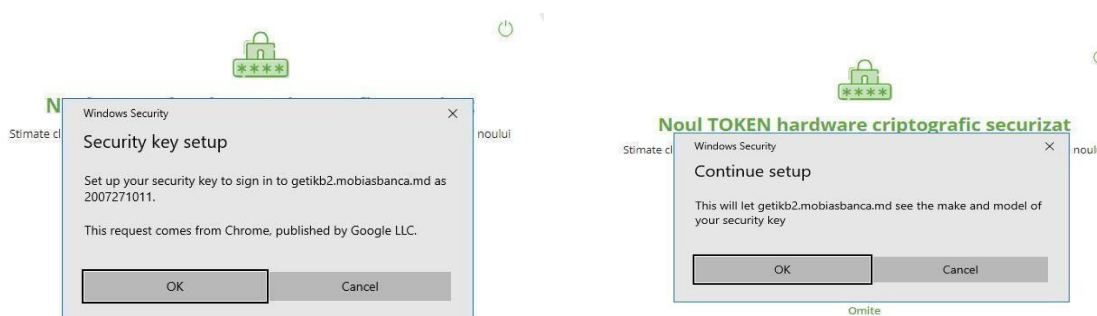 ****
N
Stimate cl
noului
Windows Security
Security key setup
Set up your security key to sign in to getikb2.mobiasbanca.md as
2007271011.
This request comes from Chrome, published by Google LLC.
OK Cancel
****
Noul TOKEN hardware criptografic securizat
Stimate cl
noulu
Windows Security
Continue setup
This will let getikb2.mobiasbanca.md see the make and model of
your security key
OK Cancel
Omite